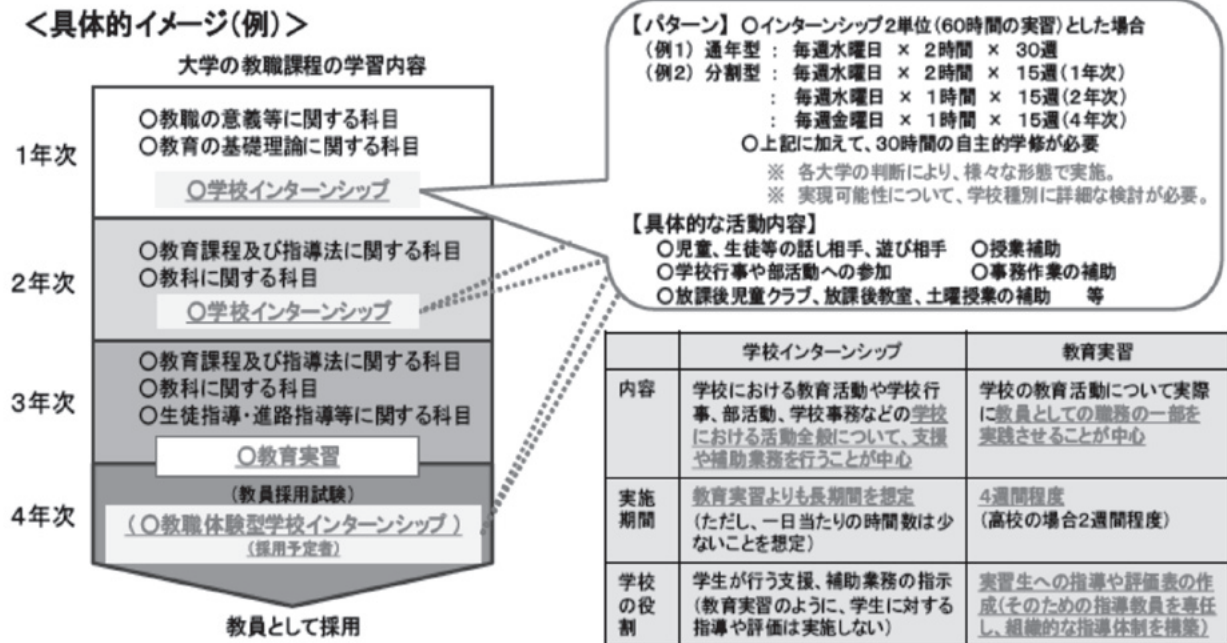 ＜具体的イメージ(例)＞
大学の教職課程の学習内容
1年次
○教職の意義等に関する科目
○教育の基礎理論に関する科目
○学校インターンシップ
2年次
○教育課程及び指導法に関する科目
○教科に関する科目
○学校インターンシップ
3年次
○教育課程及び指導法に関する科目
○教科に関する科目
○生徒指導・進路指導等に関する科目
○教育実習
4年次
(教員採用試験)
(○教職体験型学校インターンシップ)
(採用予定者)
教員として採用
【パターン】 ○インターンシップ2単位(60時間の実習)とした場合
(例1) 通年型 : 毎週水曜日 × 2時間 × 30週
(例2) 分割型 : 毎週水曜日 × 2時間 × 15週(1年次)
: 毎週水曜日 × 1時間 × 15週(2年次)
: 毎週金曜日 × 1時間 × 15週(4年次)
○上記に加えて、30時間の自主的学修が必要
※ 各大学の判断により、様々な形態で実施。
※ 実現可能性について、学校種別に詳細な検討が必要。
【具体的な活動内容】
○児童、生徒等の話し相手、遊び相手 ○授業補助
○学校行事や部活動への参加 ○事務作業の補助
○放課後児童クラブ、放課後教室、土曜授業の補助 等
学校インターンシップ 教育実習
内容
学校における教育活動や学校行
事、部活動、学校事務などの学校
における活動全般について、支援
や補助業務を行うことが中心
学校の教育活動について実際
に教員としての職務の一部を
実践させることが中心
実施
期間
教育実習よりも長期間を想定
(ただし、一日当たりの時間数は少
ないことを想定)
4週間程度
(高校の場合2週間程度)
学校
の役
割
学生が行う支援、補助業務の指示
(教育実習のように、学生に対する
指導や評価は実施しない)
実習生への指導や評価表の作
成(そのための指導教員を専任
し、組織的な指導体制を構築)